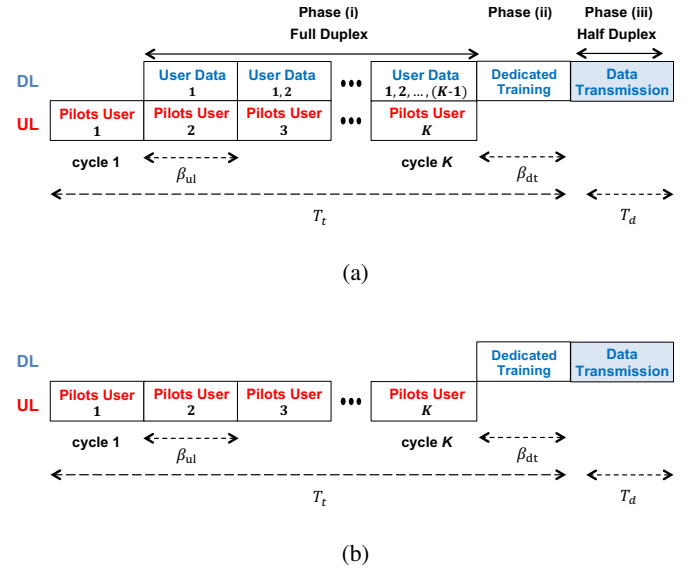 Phase (i) Phase (ii) Phase (iii)
Full Duplex Half Duplex
DL User Data User Data ••• User Data Dedicated Data
1 1,2 1, 2, ..., (K-1) Training Transmission
UL Pilots User Pilots User Pilots User ••• Pilots User
1 2 3 K
cycle 1 cycle K
β_ul β_dt
T_t T_d
(a)
DL Dedicated Data
Training Transmission
UL Pilots User Pilots User Pilots User ••• Pilots User
1 2 3 K
cycle 1 cycle K
β_ul β_dt
T_t T_d
(b)